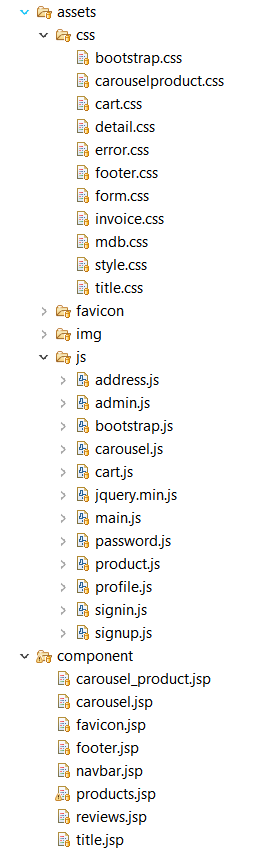 assets
css
bootstrap.css
carouselproduct.css
cart.css
detail.css
error.css
footer.css
form.css
invoice.css
mdb.css
style.css
title.css
favicon
img
js
address.js
admin.js
bootstrap.js
carousel.js
cart.js
jquery.min.js
main.js
password.js
product.js
profile.js
signin.js
signup.js
component
carousel_product.jsp
carousel.jsp
favicon.jsp
footer.jsp
navbar.jsp
products.jsp
reviews.jsp
title.jsp